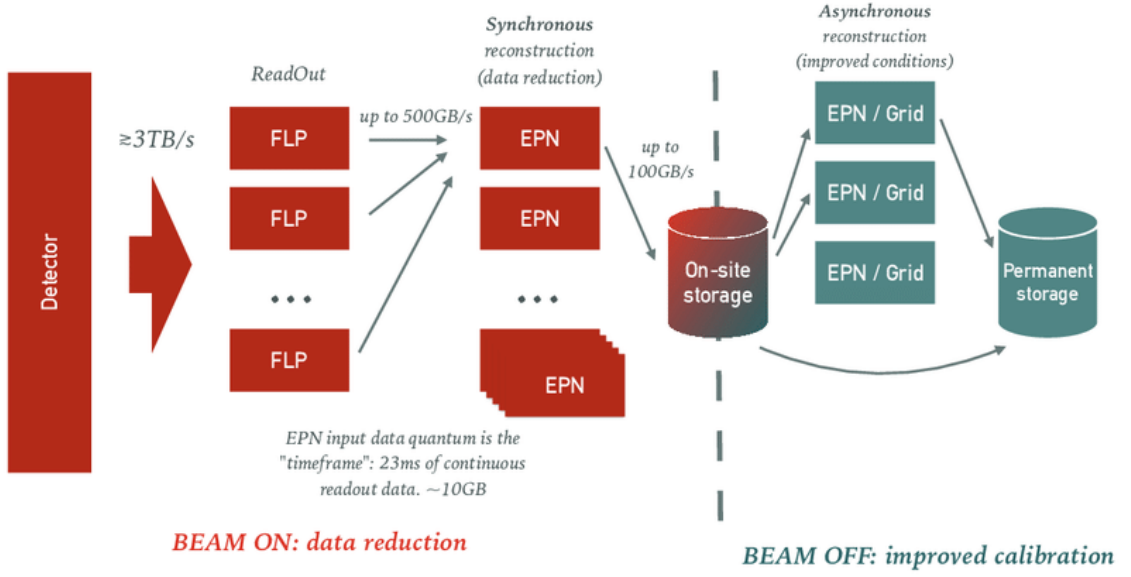 Detector
≳3TB/s
ReadOut
FLP
FLP
...
FLP
up to 500GB/s
Synchronous
reconstruction
(data reduction)
EPN
EPN
...
EPN
EPN input data quantum is the
"timeframe": 23ms of continuous
readout data. ~10GB
up to
100GB/s
On-site
storage
Asynchronous
reconstruction
(improved conditions)
EPN / Grid
EPN / Grid
EPN / Grid
Permanent
storage
BEAM ON: data reduction
BEAM OFF: improved calibration